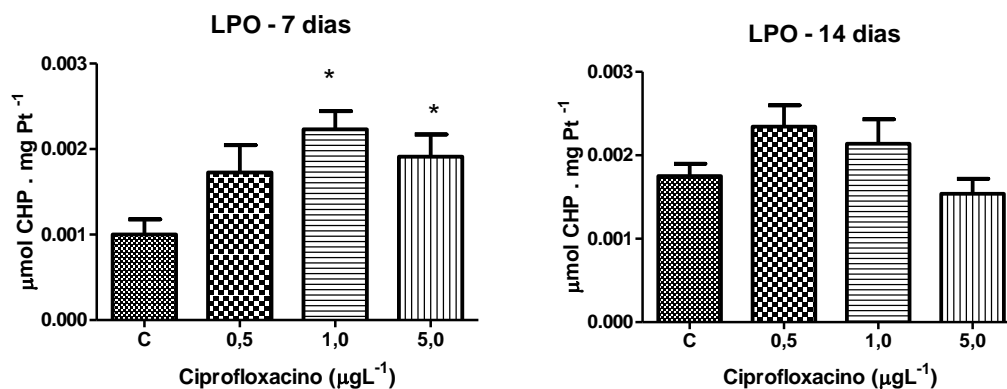 LPO - 7 dias
0.003
0.002
0.001
0.000
* *
µmol CHP . mg Pt ⁻¹
C 0,5 1,0 5,0
Ciprofloxacino (µgL⁻¹)
LPO - 14 dias
0.003
0.002
0.001
0.000
µmol CHP . mg Pt ⁻¹
C 0,5 1,0 5,0
Ciprofloxacino (µgL⁻¹)